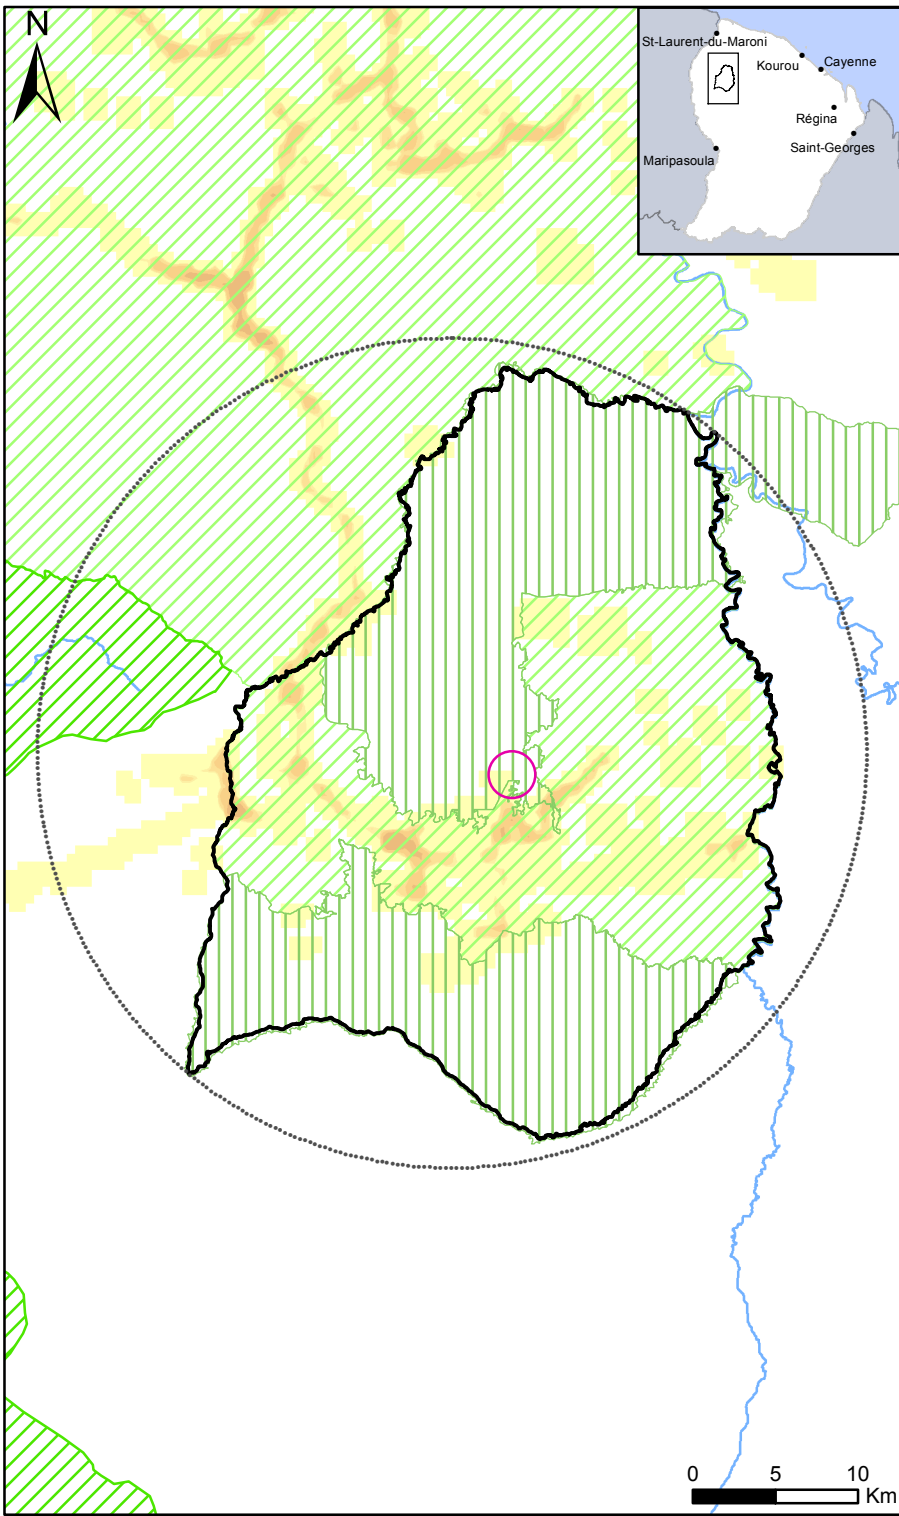 N
St-Laurent-du-Maroni
Kourou
Cayenne
Régina
Saint-Georges
Maripasoula
0 5 10
Km